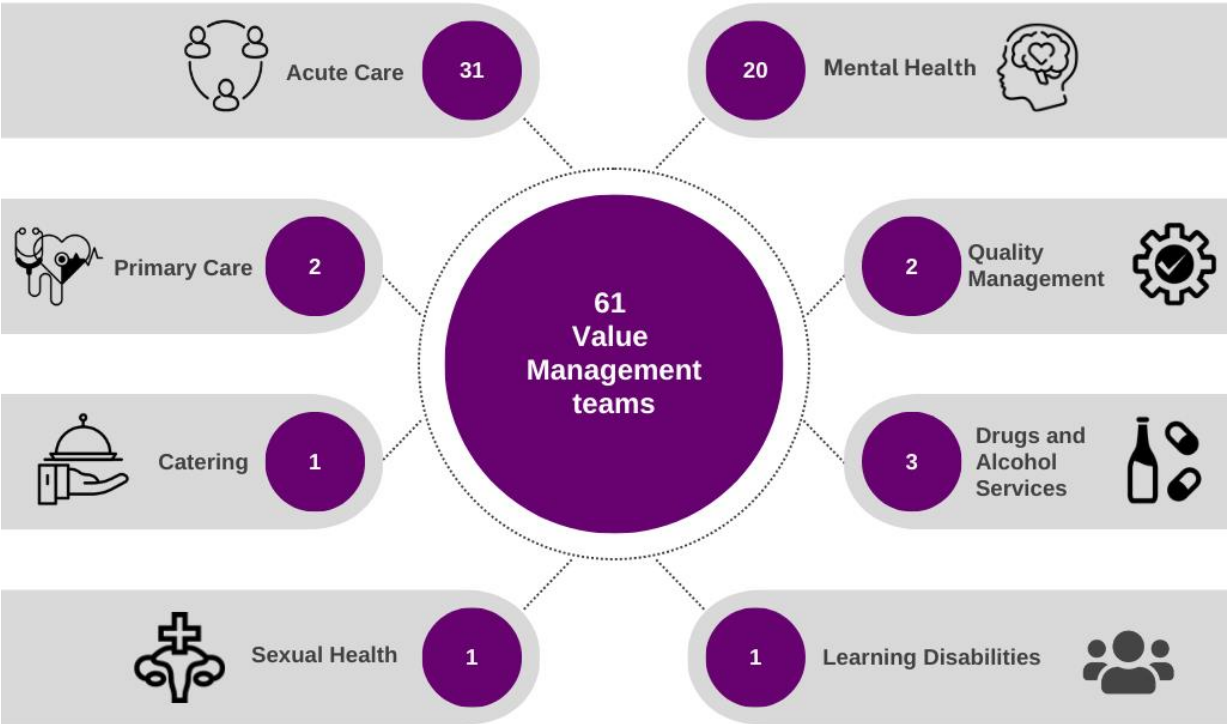 Acute Care
31
20
Mental Health
Primary Care
2
2
Quality
Management
61
Value
Management
teams
Catering
1
3
Drugs and
Alcohol
Services
Sexual Health
1
1
Learning Disabilities